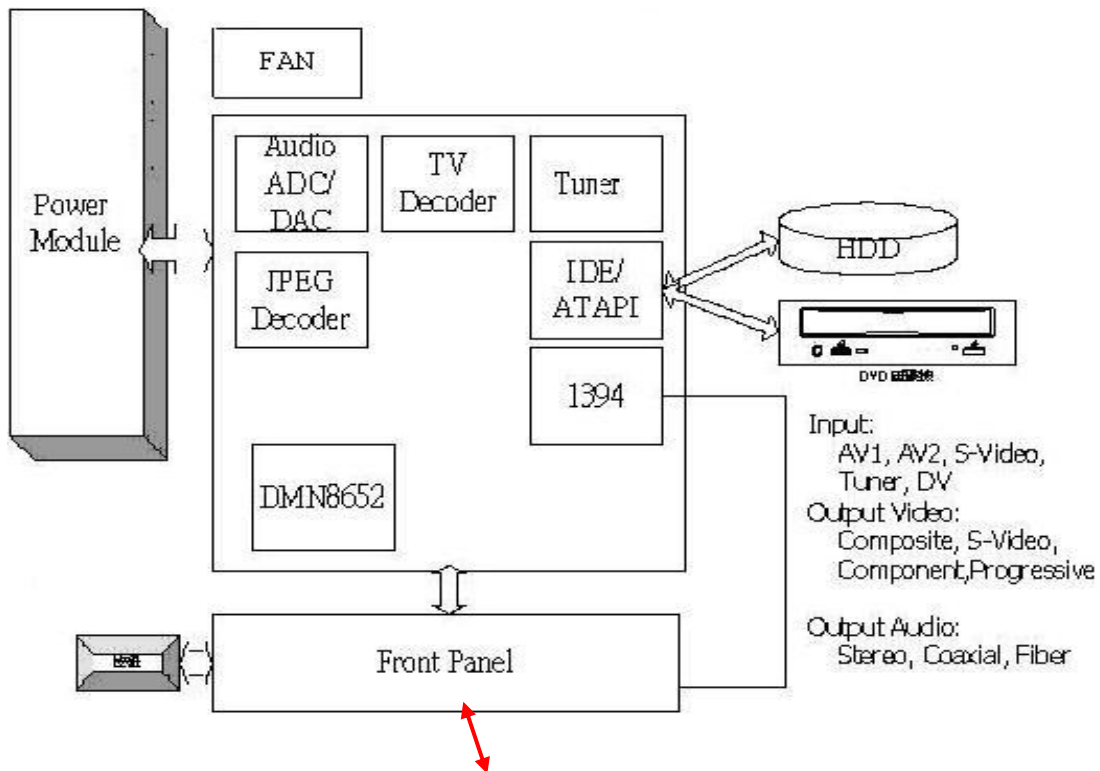 FAN
Power
Module
Audio
ADC/
DAC
TV
Decoder
Tuner
JPEG
Decoder
IDE/
ATAPI
HDD
DVD
1394
DMN8652
Input:
AV1, AV2, S-Video,
Tuner, DV
Output Video:
Composite, S-Video,
Component,Progressive
Output Audio:
Stereo, Coaxial, Fiber
Front Panel